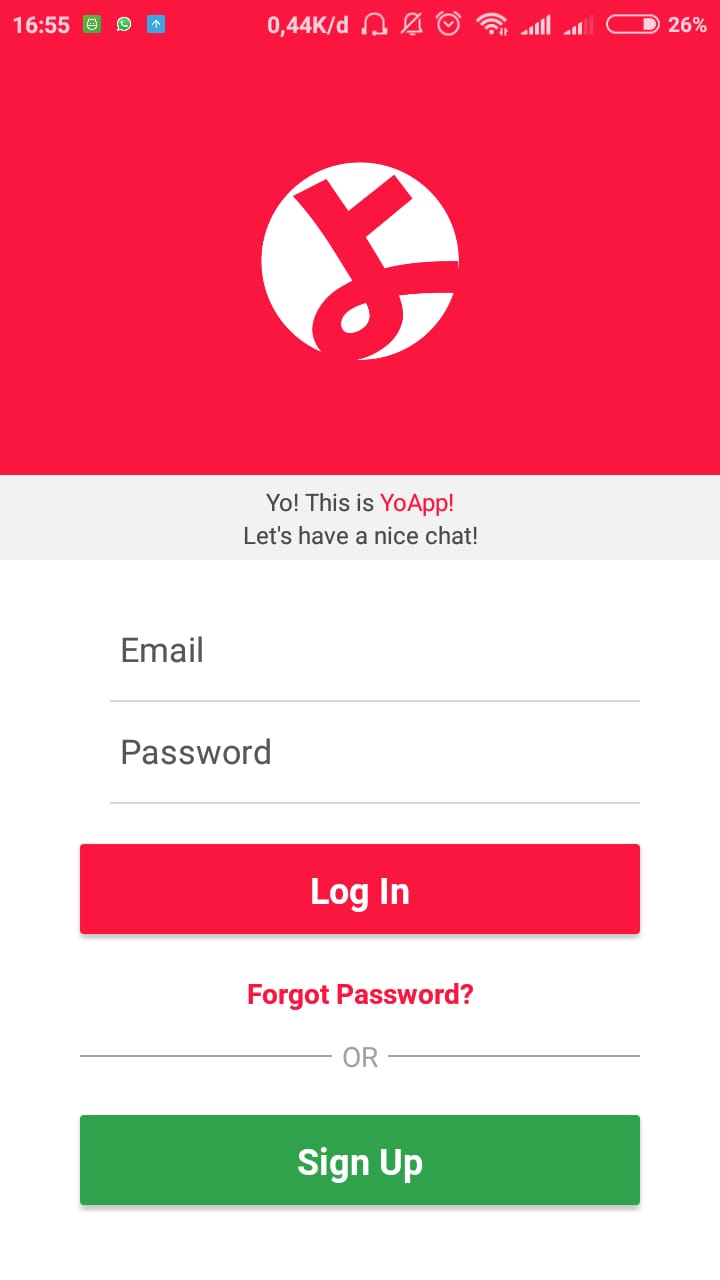 16:55 0,44K/d 26%
よ
Yo! This is YoApp!
Let's have a nice chat!
Email
Password
Log In
Forgot Password?
OR
Sign Up